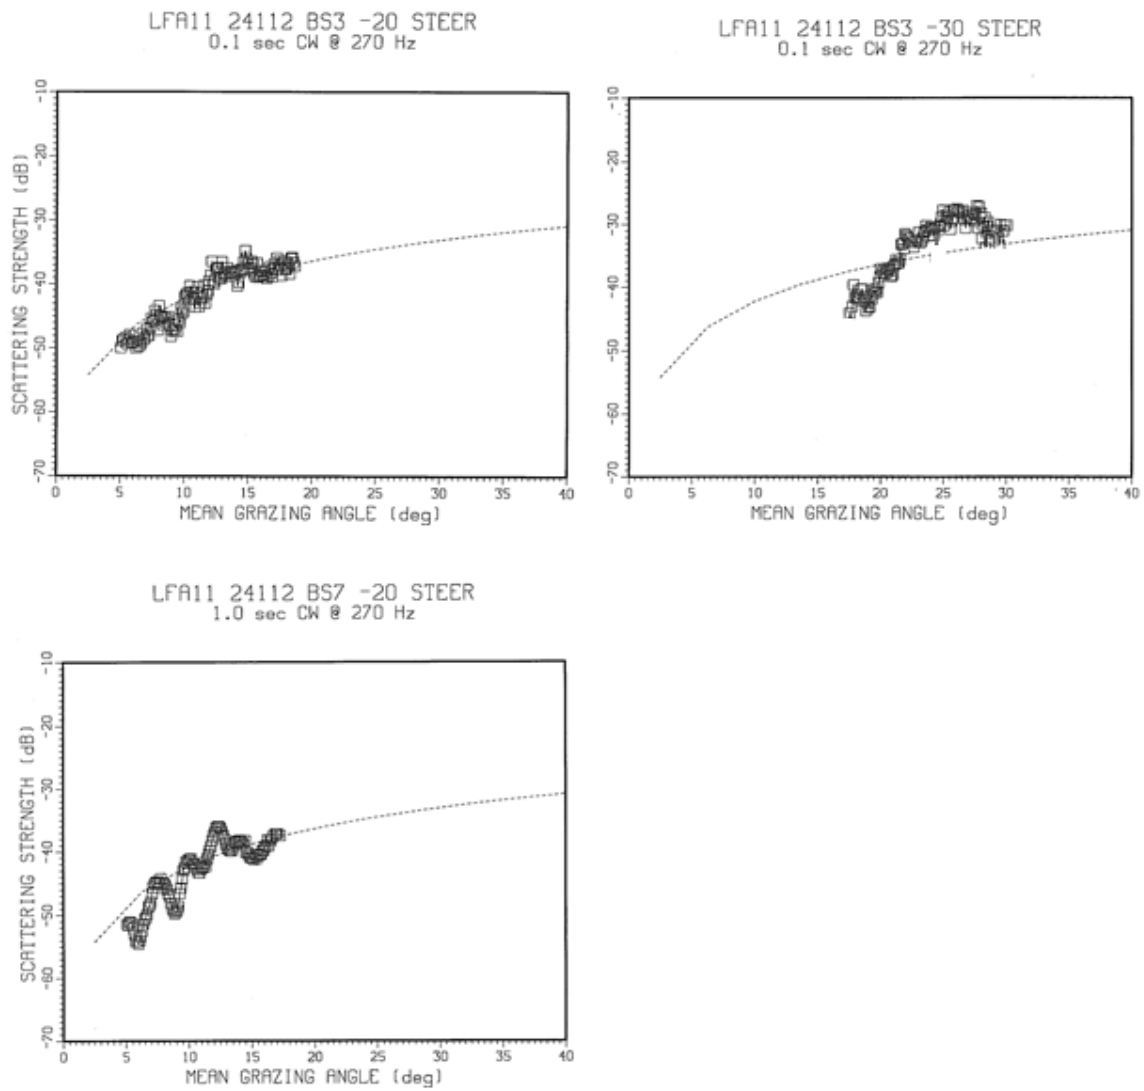 LFA11 24112 BS3 -20 STEER
0.1 sec CW @ 270 Hz
SCATTERING STRENGTH (dB)
-10
-20
-30
-40
-50
-60
-70
0 5 10 15 20 25 30 35 40
MEAN GRAZING ANGLE (deg)
LFA11 24112 BS3 -30 STEER
0.1 sec CW @ 270 Hz
-10
-20
-30
-40
-50
-60
-70
0 5 10 15 20 25 30 35 40
MEAN GRAZING ANGLE (deg)
LFA11 24112 BS7 -20 STEER
1.0 sec CW @ 270 Hz
SCATTERING STRENGTH (dB)
-10
-20
-30
-40
-50
-60
-70
0 5 10 15 20 25 30 35 40
MEAN GRAZING ANGLE (deg)